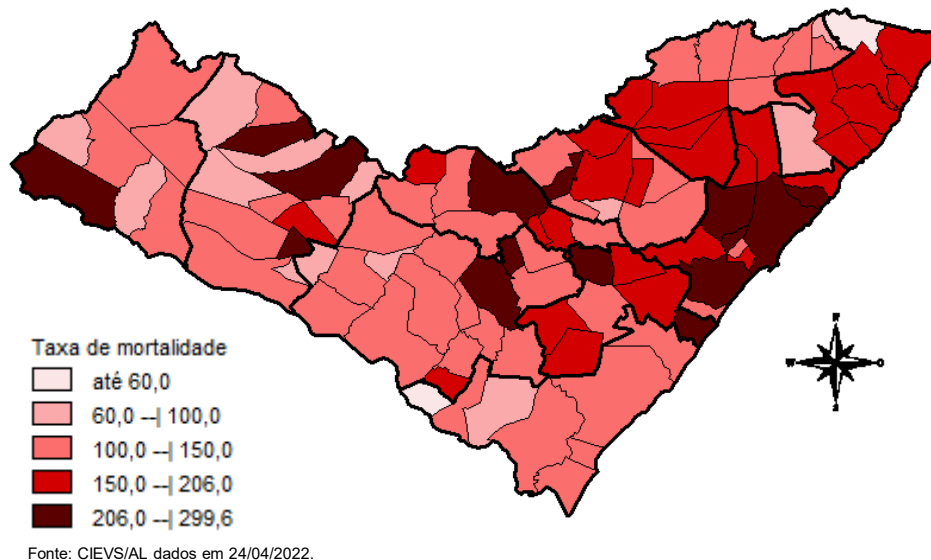 Taxa de mortalidade
até 60,0
60,0 --| 100,0
100,0 --| 150,0
150,0 --| 206,0
206,0 --| 299,6
Fonte: CIEVS/AL dados em 24/04/2022.